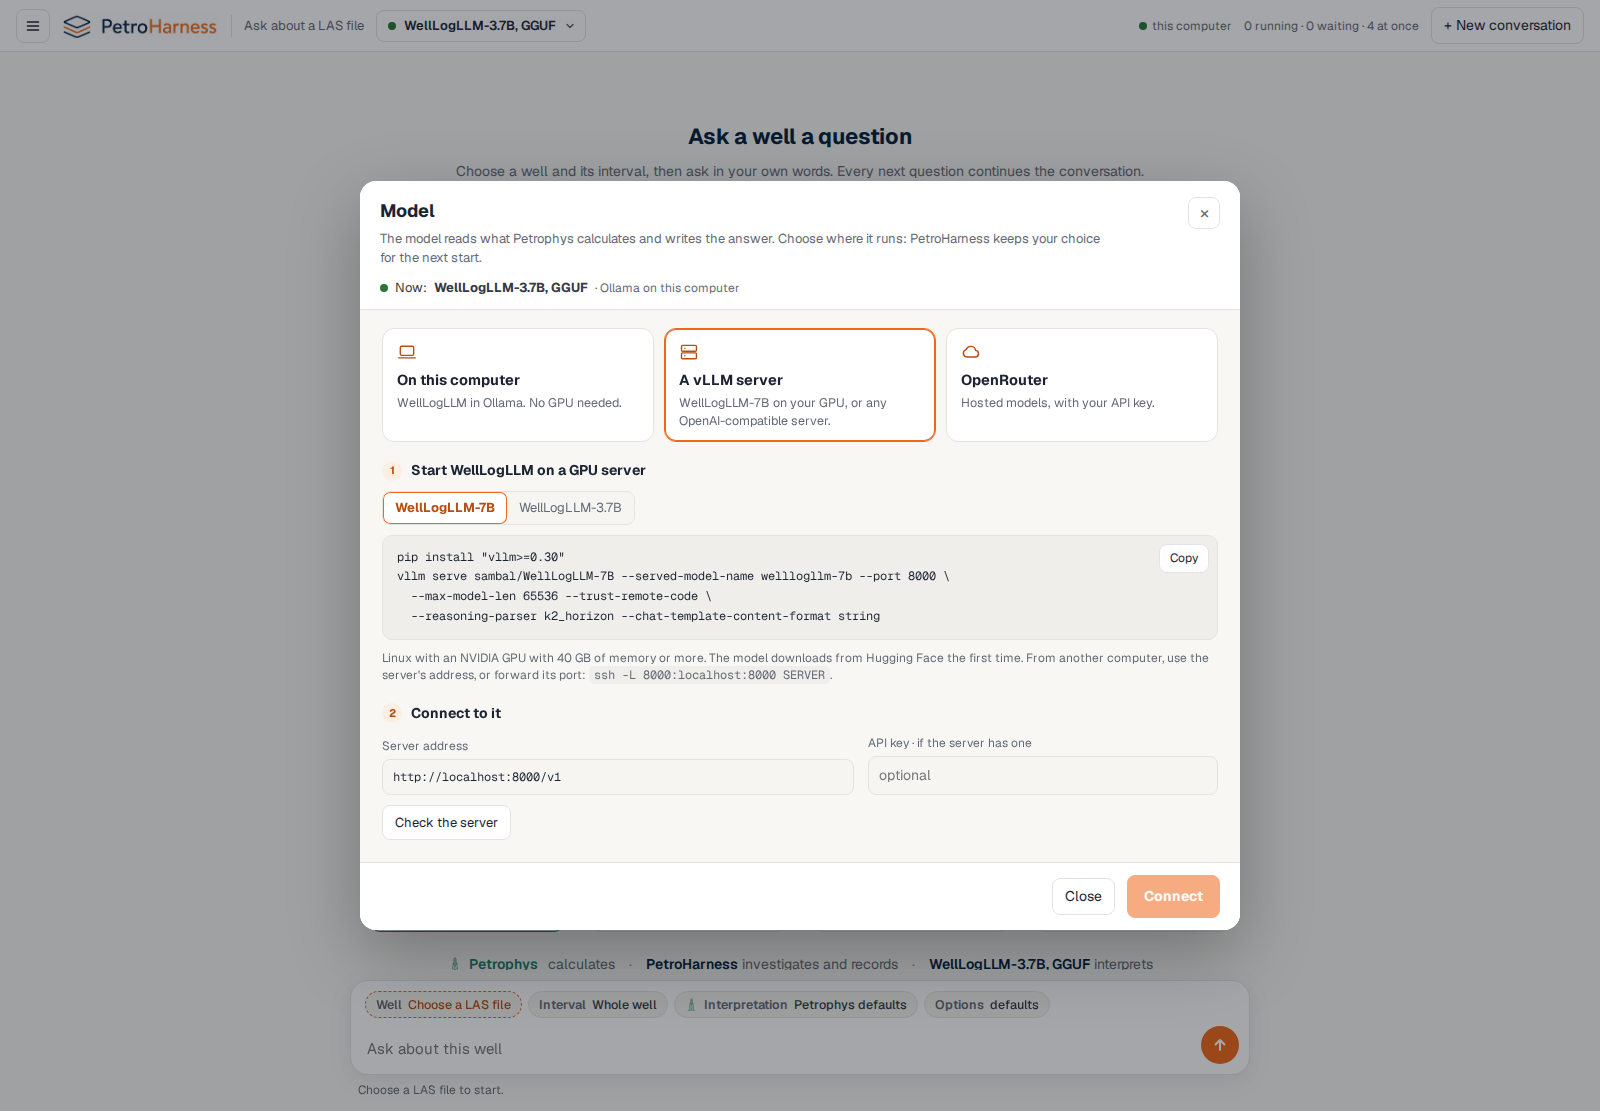 PetroHarness
Ask about a LAS file
WellLogLLM-3.7B, GGUF
this computer
0 running · 0 waiting · 4 at once
+ New conversation
Ask a well a question
Choose a well and its interval, then ask in your own words. Every next question continues the conversation.
Model
×
The model reads what Petrophys calculates and writes the answer. Choose where it runs: PetroHarness keeps your choice
for the next start.
Now: WellLogLLM-3.7B, GGUF · Ollama on this computer
On this computer
WellLogLLM in Ollama. No GPU needed.
A vLLM server
WellLogLLM-7B on your GPU, or any
OpenAI-compatible server.
OpenRouter
Hosted models, with your API key.
1 Start WellLogLLM on a GPU server
WellLogLLM-7B
WellLogLLM-3.7B
Copy
pip install "vllm>=0.30"
vllm serve sambal/WellLogLLM-7B --served-model-name wellogllm-7b --port 8000 \
--max-model-len 65536 --trust-remote-code \
--reasoning-parser k2_horizon --chat-template-content-format string
Linux with an NVIDIA GPU with 40 GB of memory or more. The model downloads from Hugging Face the first time. From another computer, use the
server's address, or forward its port: ssh -L 8000:localhost:8000 SERVER.
2 Connect to it
Server address
http://localhost:8000/v1
API key · if the server has one
optional
Check the server
Close
Connect
Petrophys calculates · PetroHarness investigates and records · WellLogLLM-3.7B, GGUF interprets
Well Choose a LAS file
Interval Whole well
Interpretation Petrophys defaults
Options defaults
Ask about this well
Choose a LAS file to start.